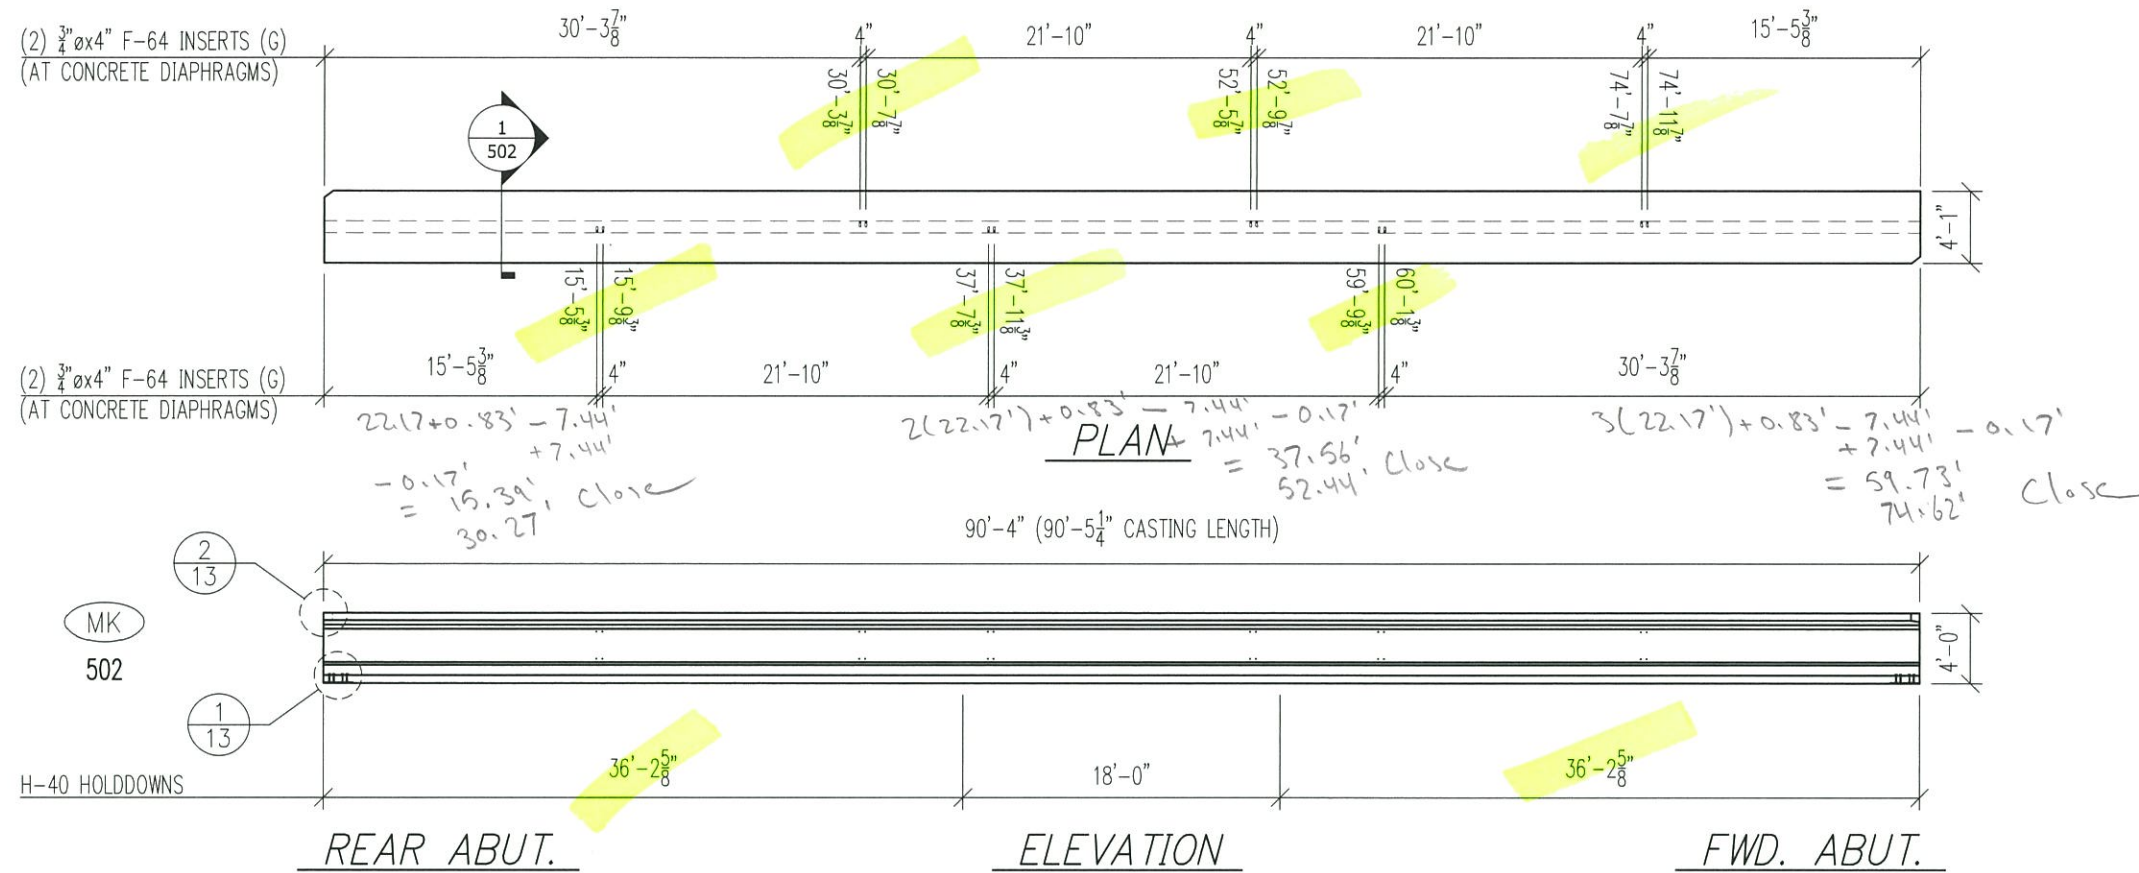 (2) 3/4"øx4" F-64 INSERTS (G)
(AT CONCRETE DIAPHRAGMS)
30'-3 7/8" 4" 21'-10" 4" 21'-10" 4" 15'-5 3/8"
30'-3 7/8" 30'-7 7/8" 52'-5 7/8" 52'-9 7/8" 74'-7 7/8" 74'-11 7/8"
1
502
4'-1"
15'-5 3/8" 15'-9 3/8" 37'-7 3/8" 37'-11 3/8" 59'-9 3/8" 60'-1 3/8"
(2) 3/4"øx4" F-64 INSERTS (G)
(AT CONCRETE DIAPHRAGMS)
15'-5 3/8" 4" 21'-10" 4" 21'-10" 4" 30'-3 7/8"
22.17+0.83' - 7.44'
+7.44'
-0.17'
= 15.39'
30.27', Close
2(22.17')+0.83' - 7.44' - 0.17'
+ 7.44'
= 37.56'
52.44', Close
3(22.17')+0.83' - 7.44' - 0.17'
+7.44'
= 59.73'
74.62' Close
PLAN
90'-4" (90'-5 1/4" CASTING LENGTH)
2
13
MK
502
4'-0"
1
13
H-40 HOLDDOWNS
36'-2 5/8" 18'-0" 36'-2 5/8"
REAR ABUT. ELEVATION FWD. ABUT.